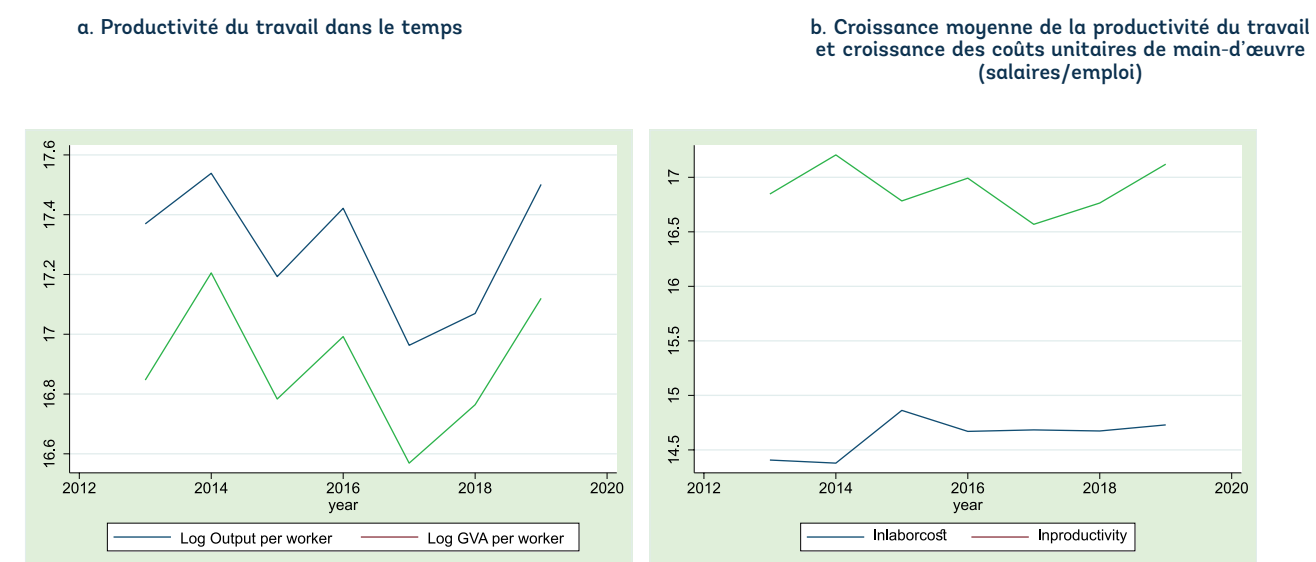 a. Productivité du travail dans le temps
b. Croissance moyenne de la productivité du travail
et croissance des coûts unitaires de main-d'œuvre
(salaires/emploi)
17.6
17.4
17.2
17
16.8
16.6
2012 2014 2016 2018 2020
year
Log Output per worker Log GVA per worker
17
16.5
16
15.5
15
14.5
2012 2014 2016 2018 2020
year
lnlaborcost lnproductivity